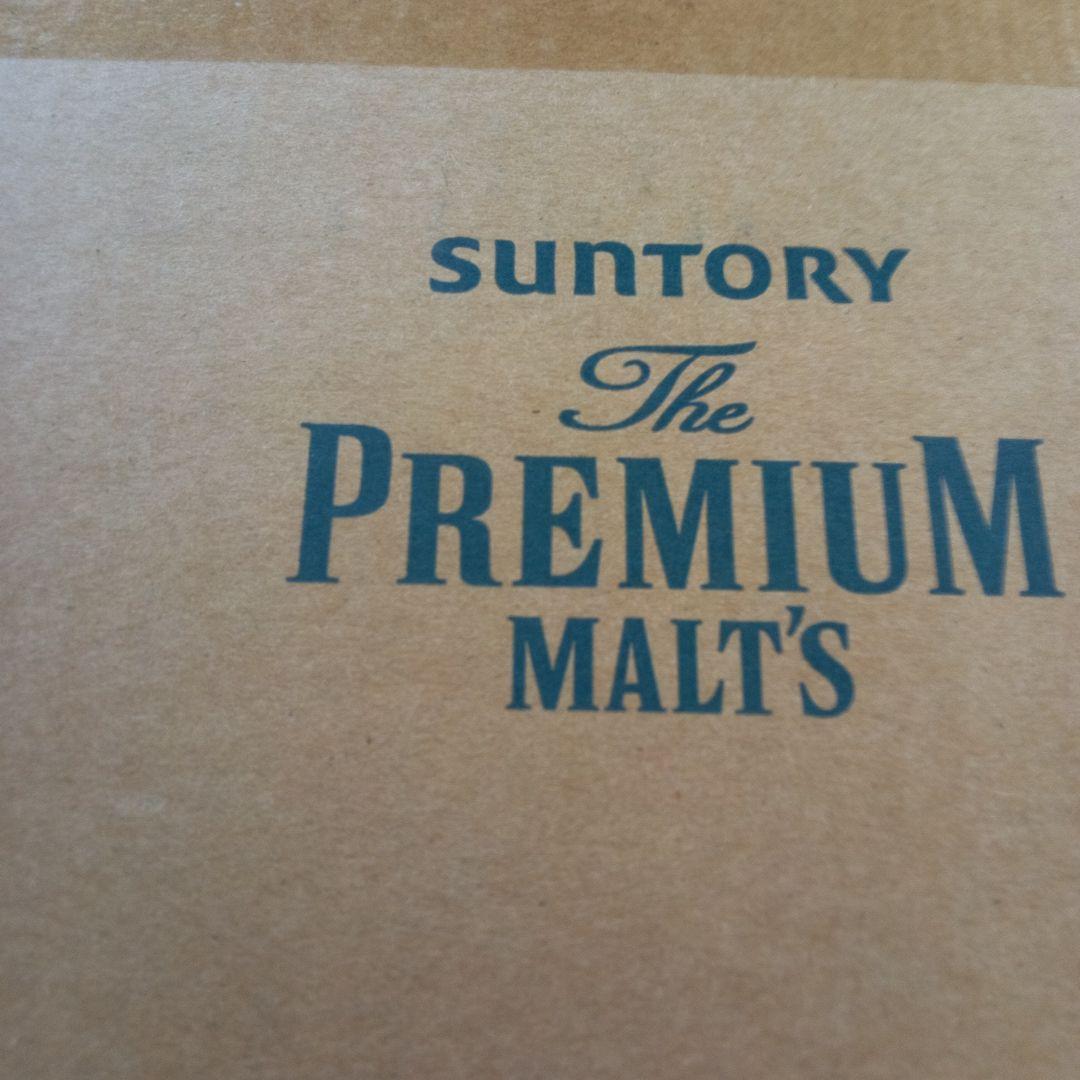 SUNTORY
The
PREMIUM
MALT'S